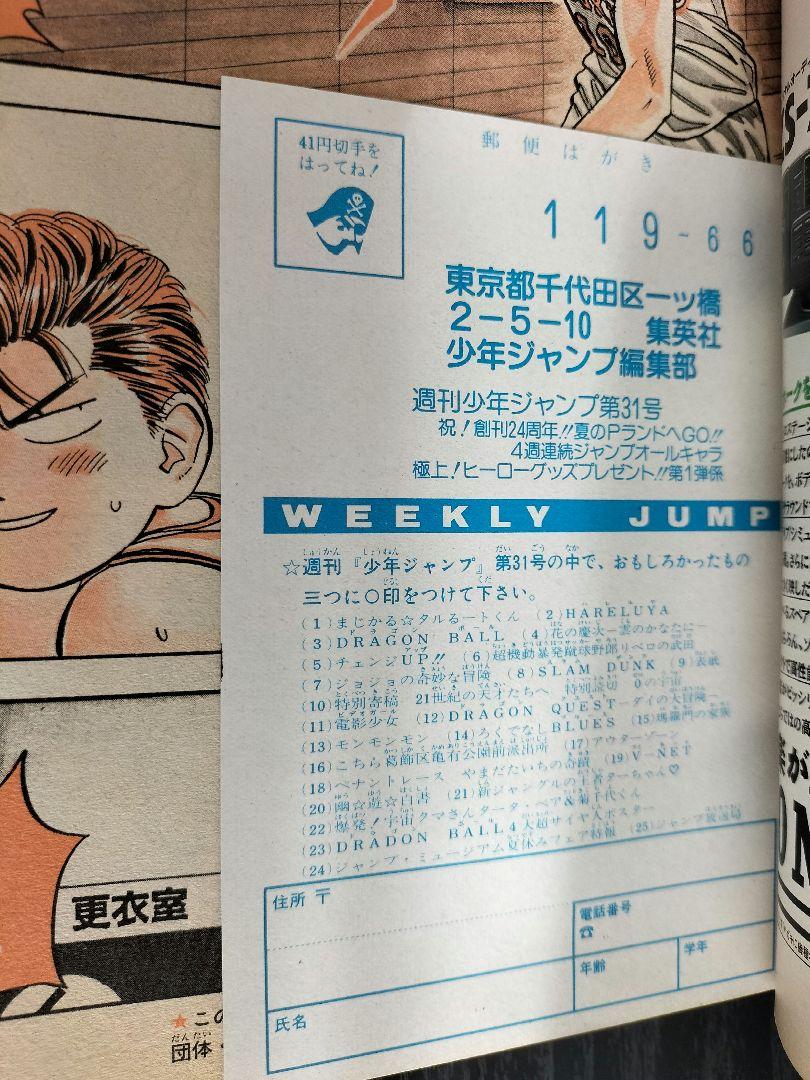 41円切手を
はってね！
郵便はがき
119-66
東京都千代田区一ツ橋
2-5-10 集英社
少年ジャンプ編集部
週刊少年ジャンプ第31号
祝！創刊24周年!!夏のPランドへGO!!
4週連続ジャンプオールキャラ
極上！ヒーローグッズプレゼント!!第1弾係
WEEKLY JUMP
☆週刊『少年ジャンプ』第31号の中で、おもしろかったもの
三つに○印をつけて下さい。
(1)まじかる☆タルるートくん (2)HARELUYA
(3)DRAGON BALL (4)花の慶次―雲のかなたに―
(5)チェンジUP!! (6)超機動暴発蹴球野郎リベロの武田
(7)ジョジョの奇妙な冒険 (8)SLAM DUNK (9)表紙
(10)特別寄稿 21世紀の天才たちへ 特別読切 0の宇宙
(11)電影少女 (12)DRAGON QUEST―ダイの大冒険―
(13)モンモンモン (14)ろくでなしBLUES (15)瑪羅門の家族
(16)こちら葛飾区亀有公園前派出所 (17)アウターゾーン
(18)ペナントレース やまだたいちの奇蹟 (19)V-NET
(20)幽☆遊☆白書 (21)新ジャングルの王者ターちゃん♡
(22)爆発！宇宙クマさんタータ・ベア&菊千代くん
(23)DRADON BALL4大超サイヤ人ポスター
(24)ジャンプ・ミュージアム夏休みフェア特報 (25)ジャンプ放送局
住所 〒
電話番号
☎
年齢
学年
氏名
更衣室
★この
団体・